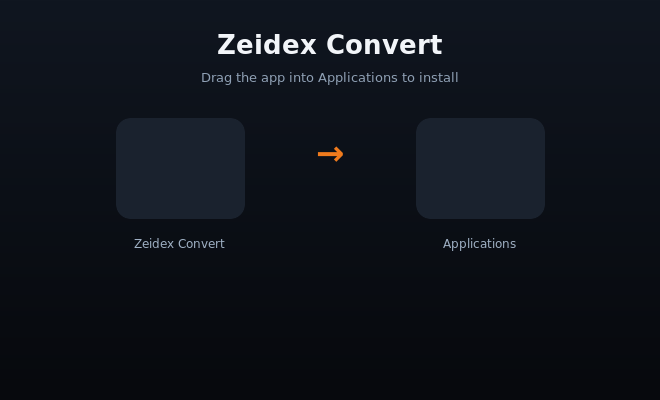 Zeidex Convert
Drag the app into Applications to install
→
Zeidex Convert
Applications